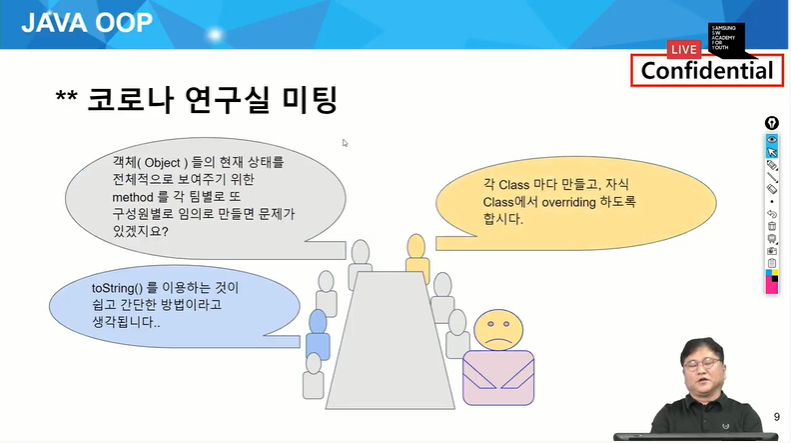 JAVA OOP
LIVE
SAMSUNG
SW
ACADEMY
FOR
YOUTH
Confidential
** 코로나 연구실 미팅
객체( Object ) 들의 현재 상태를
전체적으로 보여주기 위한
method 를 각 팀별로 또
구성원별로 임의로 만들면 문제가
있겠지요?
각 Class 마다 만들고, 자식
Class에서 overriding 하도록
합시다.
toString() 를 이용하는 것이
쉽고 간단한 방법이라고
생각됩니다..
9